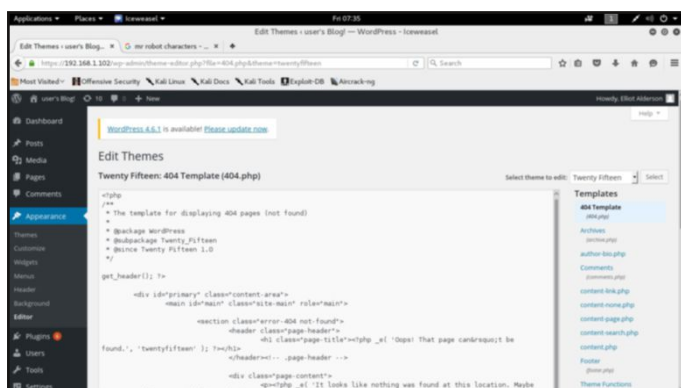 Applications Places Iceweasel Fri 07:35 1
Edit Themes ‹ user's Blog! — WordPress - Iceweasel
Edit Themes ‹ user's Blog... mr robot characters - ...
https://192.168.1.102/wp-admin/theme-editor.php?file=404.php&theme=twentyfifteen Search
Most Visited Offensive Security Kali Linux Kali Docs Kali Tools Exploit-DB Aircrack-ng
user's Blog! 10 New Howdy, Elliot Alderson
Help
Dashboard
Posts
Media
Pages
Comments
Appearance
Themes
Customize
Widgets
Menus
Header
Background
Editor
Plugins
Users
Tools
Settings
WordPress 4.6.1 is available! Please update now.
Edit Themes
Twenty Fifteen: 404 Template (404.php) Select theme to edit: Twenty Fifteen Select
<?php
/**
* The template for displaying 404 pages (not found)
*
* @package WordPress
* @subpackage Twenty_Fifteen
* @since Twenty Fifteen 1.0
*/
get_header(); ?>
<div id="primary" class="content-area">
<main id="main" class="site-main" role="main">
<section class="error-404 not-found">
<header class="page-header">
<h1 class="page-title"><?php _e( 'Oops! That page can&rsquo;t be
found.', 'twentyfifteen' ); ?></h1>
</header><!-- .page-header -->
<div class="page-content">
<p><?php _e( 'It looks like nothing was found at this location. Maybe
Templates
404 Template
(404.php)
Archives
(archive.php)
author-bio.php
Comments
(comments.php)
content-link.php
content-none.php
content-page.php
content-search.php
content.php
Footer
(footer.php)
Theme Functions